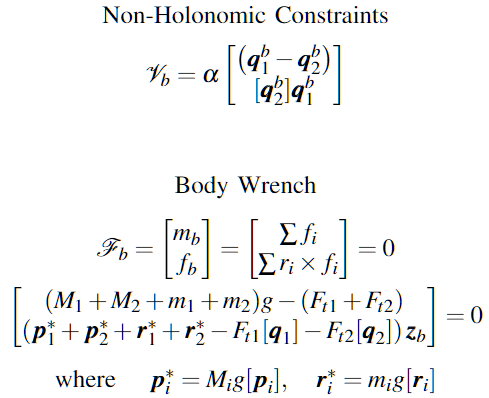 Non-Holonomic Constraints
𝒱_b = α [ (q_1^b − q_2^b) ; [q_2^b]q_1^b ]
Body Wrench
ℱ_b = [ m_b ; f_b ] = [ ∑ f_i ; ∑ r_i × f_i ] = 0
[ (M_1 + M_2 + m_1 + m_2)g − (F_t1 + F_t2) ; (p_1^* + p_2^* + r_1^* + r_2^* − F_t1[q_1] − F_t2[q_2]) z_b ] = 0
where p_i^* = M_i g[p_i], r_i^* = m_i g[r_i]